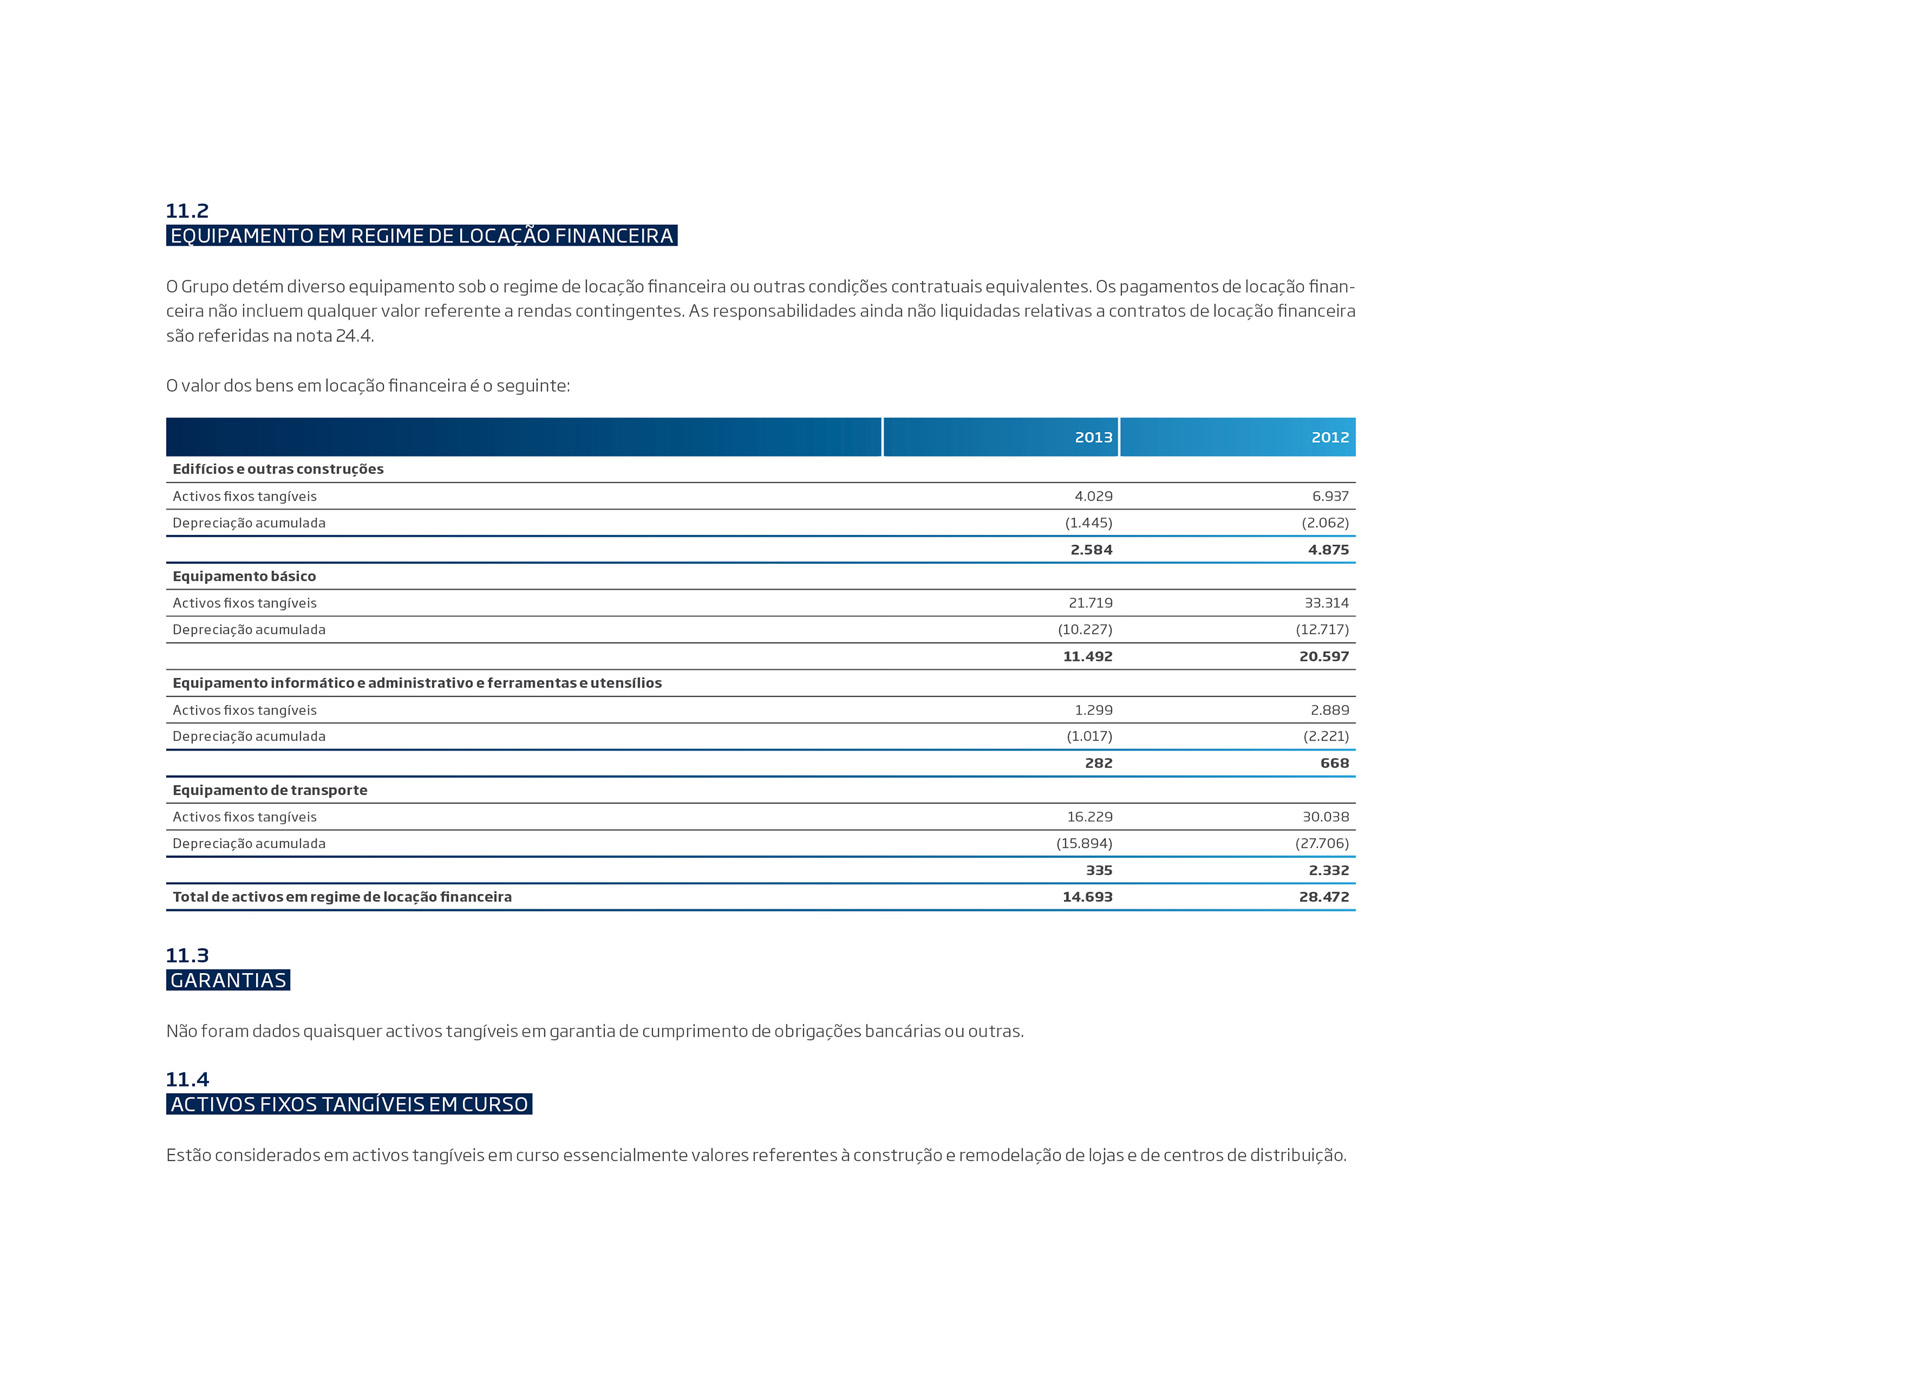 11.2
EQUIPAMENTO EM REGIME DE LOCAÇÃO FINANCEIRA
O Grupo detém diverso equipamento sob o regime de locação financeira ou outras condições contratuais equivalentes. Os pagamentos de locação finan-
ceira não incluem qualquer valor referente a rendas contingentes. As responsabilidades ainda não liquidadas relativas a contratos de locação financeira
são referidas na nota 24.4.
O valor dos bens em locação financeira é o seguinte:
2013 2012
Edifícios e outras construções
Activos fixos tangíveis 4.029 6.937
Depreciação acumulada (1.445) (2.062)
2.584 4.875
Equipamento básico
Activos fixos tangíveis 21.719 33.314
Depreciação acumulada (10.227) (12.717)
11.492 20.597
Equipamento informático e administrativo e ferramentas e utensílios
Activos fixos tangíveis 1.299 2.889
Depreciação acumulada (1.017) (2.221)
282 668
Equipamento de transporte
Activos fixos tangíveis 16.229 30.038
Depreciação acumulada (15.894) (27.706)
335 2.332
Total de activos em regime de locação financeira 14.693 28.472
11.3
GARANTIAS
Não foram dados quaisquer activos tangíveis em garantia de cumprimento de obrigações bancárias ou outras.
11.4
ACTIVOS FIXOS TANGÍVEIS EM CURSO
Estão considerados em activos tangíveis em curso essencialmente valores referentes à construção e remodelação de lojas e de centros de distribuição.